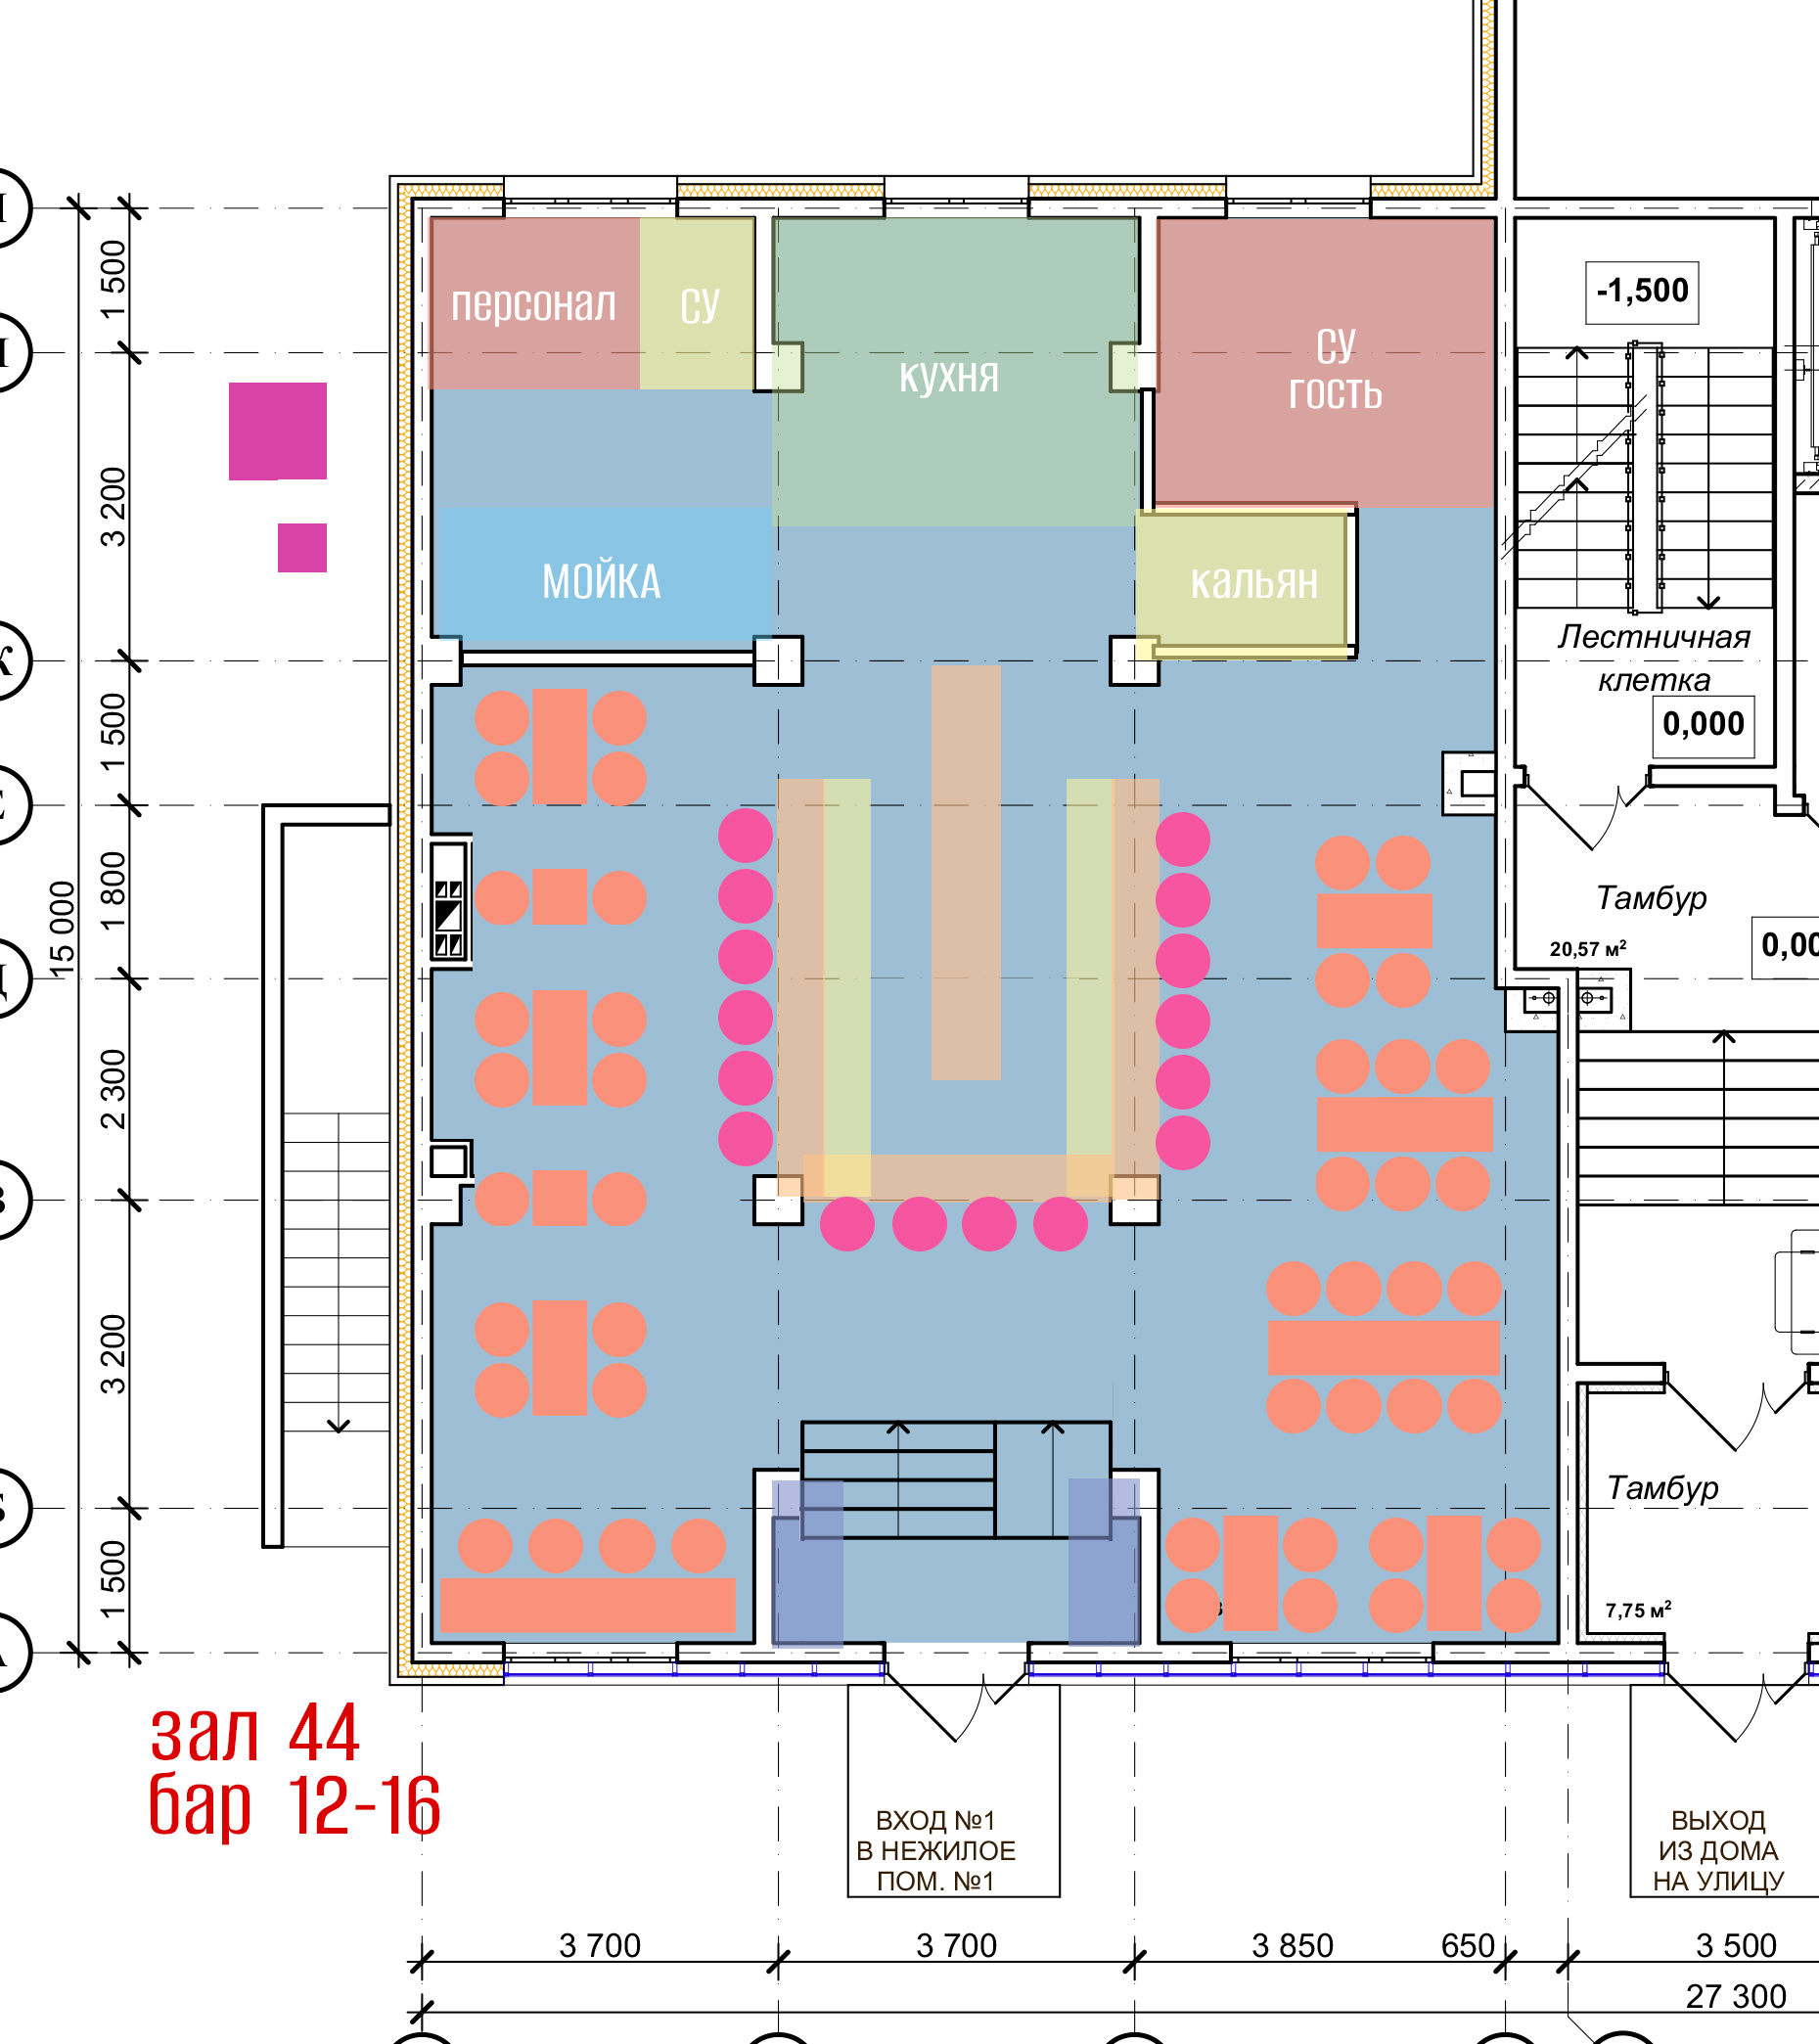 -1,500
персонал
СУ
кухня
СУ
гость
1 500
3 200
МОЙКА
кальян
Лестничная
клетка
0,000
1 500
15 000
1 800
Тамбур
20,57 м²
2 300
3 200
Тамбур
1 500
7,75 м²
зал 44
бар 12-16
ВХОД №1
В НЕЖИЛОЕ
ПОМ. №1
ВЫХОД
ИЗ ДОМА
НА УЛИЦУ
3 700
3 700
3 850
650
3 500
27 300